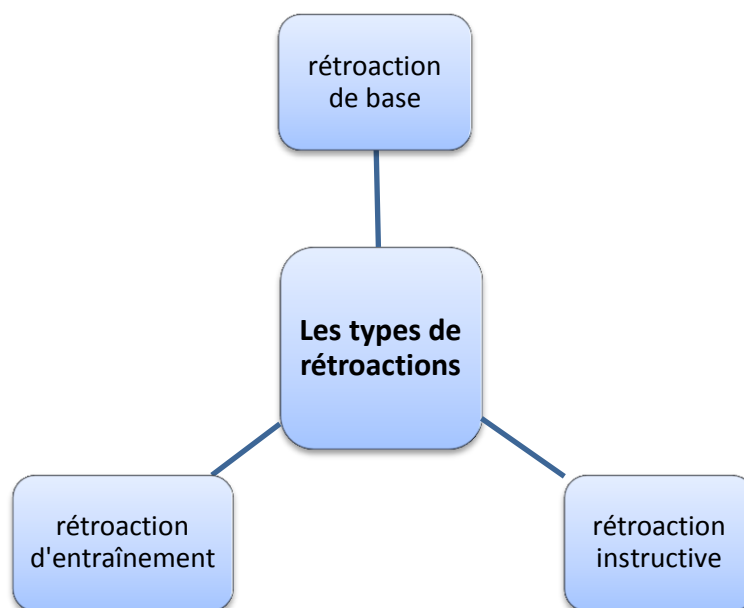 rétroaction
de base
Les types de
rétroactions
rétroaction
d'entraînement
rétroaction
instructive